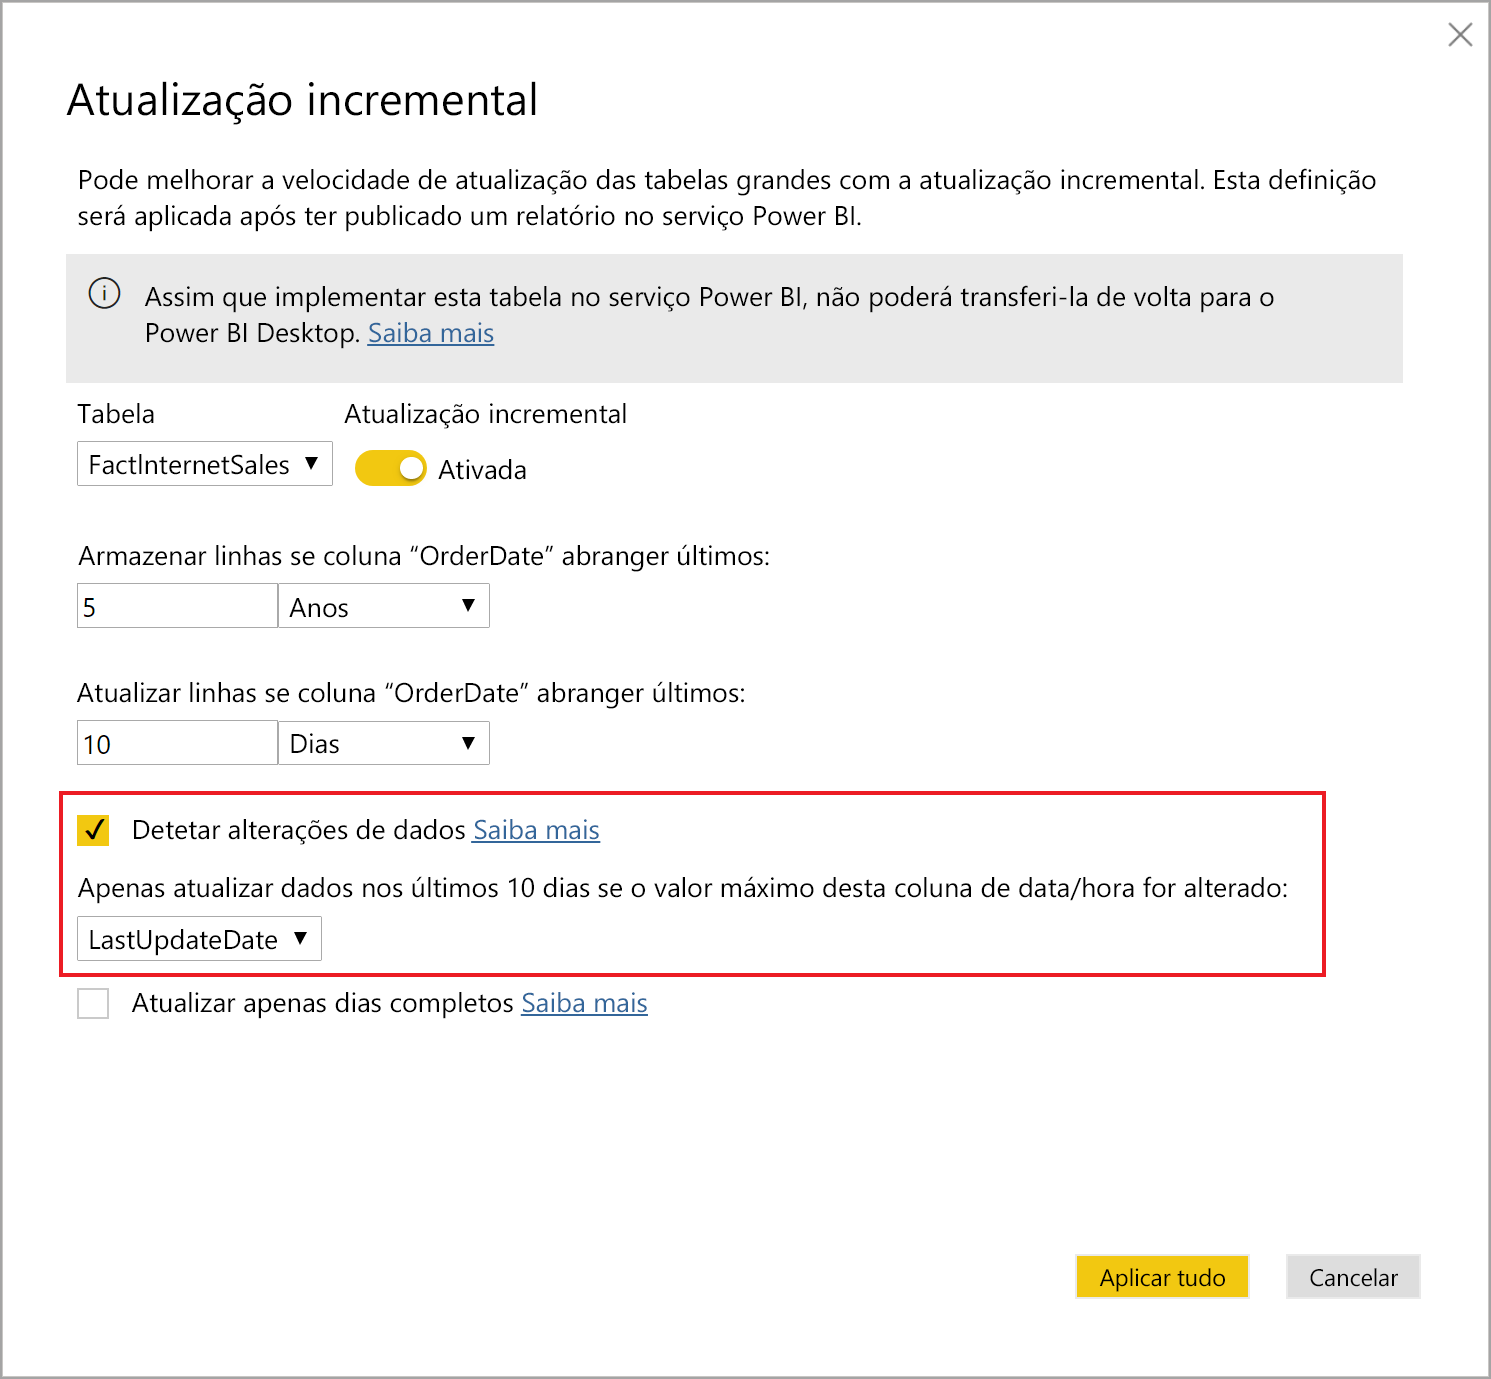 Atualização incremental
Pode melhorar a velocidade de atualização das tabelas grandes com a atualização incremental. Esta definição
será aplicada após ter publicado um relatório no serviço Power BI.
Assim que implementar esta tabela no serviço Power BI, não poderá transferi-la de volta para o
Power BI Desktop. Saiba mais
Tabela Atualização incremental
FactInternetSales Ativada
Armazenar linhas se coluna “OrderDate” abranger últimos:
5 Anos
Atualizar linhas se coluna “OrderDate” abranger últimos:
10 Dias
Detetar alterações de dados Saiba mais
Apenas atualizar dados nos últimos 10 dias se o valor máximo desta coluna de data/hora for alterado:
LastUpdateDate
Atualizar apenas dias completos Saiba mais
Aplicar tudo Cancelar